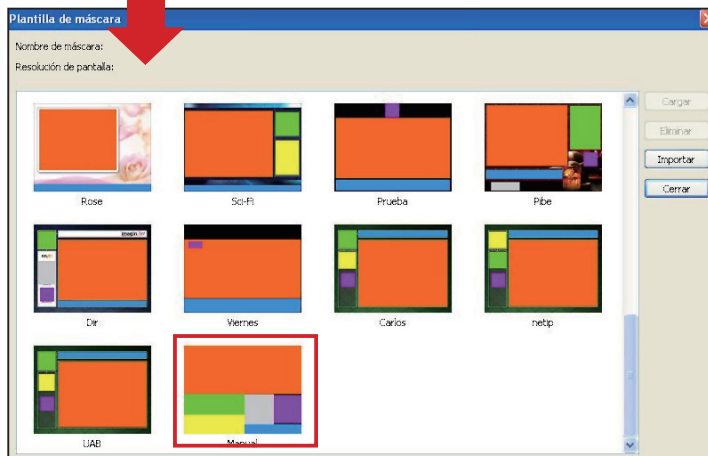 Plantilla de máscara
Nombre de máscara:
Resolución de pantalla:
Cargar
Eliminar
Importar
Cerrar
Rose
Sci-Fi
Prueba
Pibe
Dir
Viernes
Carlos
netip
UAB
Manual